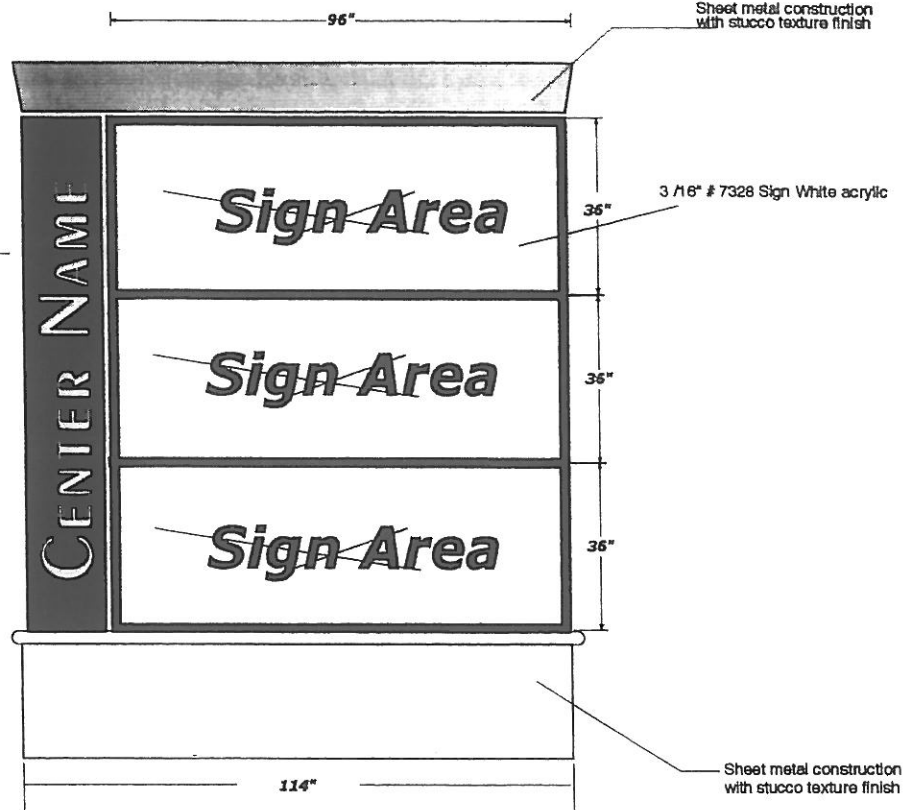 96"
Sheet metal construction
with stucco texture finish
CENTER NAME
Sign Area
36"
3 /16" # 7328 Sign White acrylic
Sign Area
36"
Sign Area
36"
114"
Sheet metal construction
with stucco texture finish